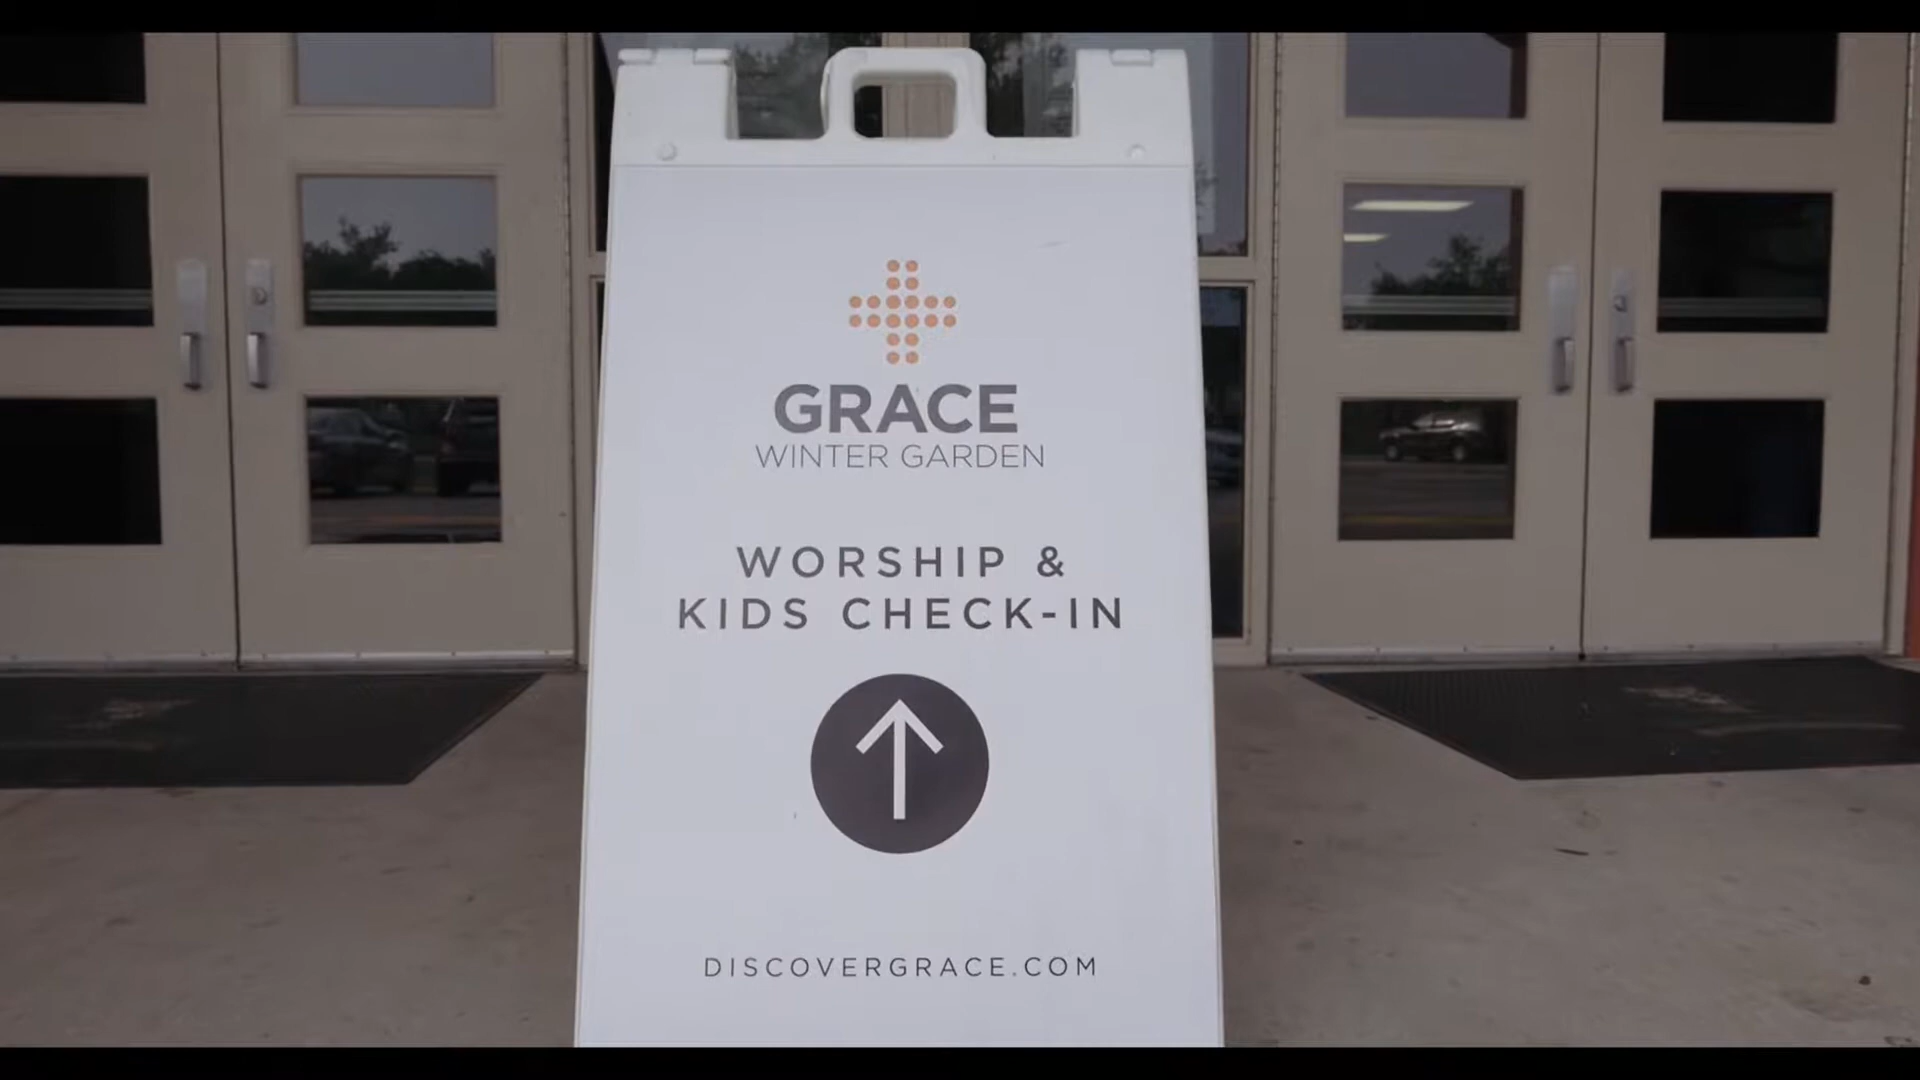 GRACE
WINTER GARDEN
WORSHIP &
KIDS CHECK-IN
DISCOVERGRACE.COM